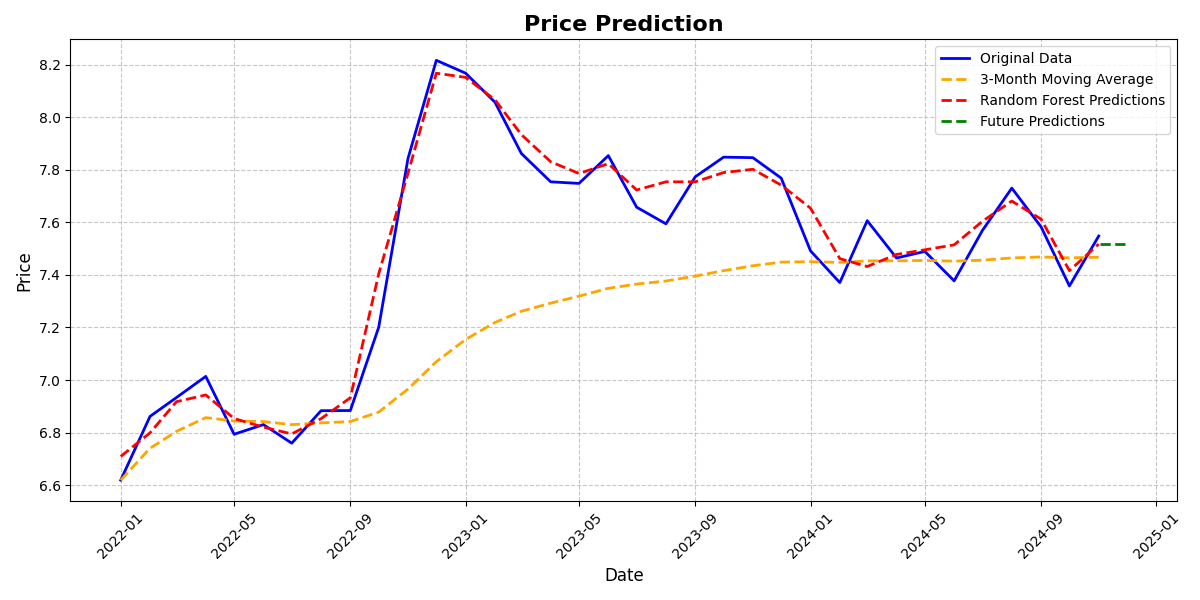 Price Prediction
Original Data
3-Month Moving Average
Random Forest Predictions
Future Predictions
Price
8.2
8.0
7.8
7.6
7.4
7.2
7.0
6.8
6.6
2022-01
2022-05
2022-09
2023-01
2023-05
2023-09
2024-01
2024-05
2024-09
2025-01
Date